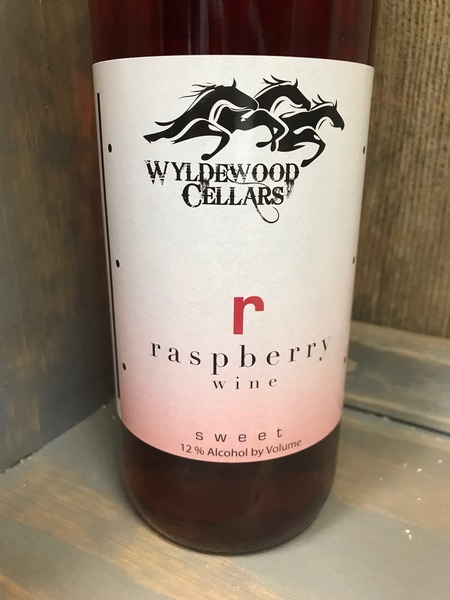 WYLDEWOOD
CELLARS
r
raspberry
wine
sweet
12 % Alcohol by Volume